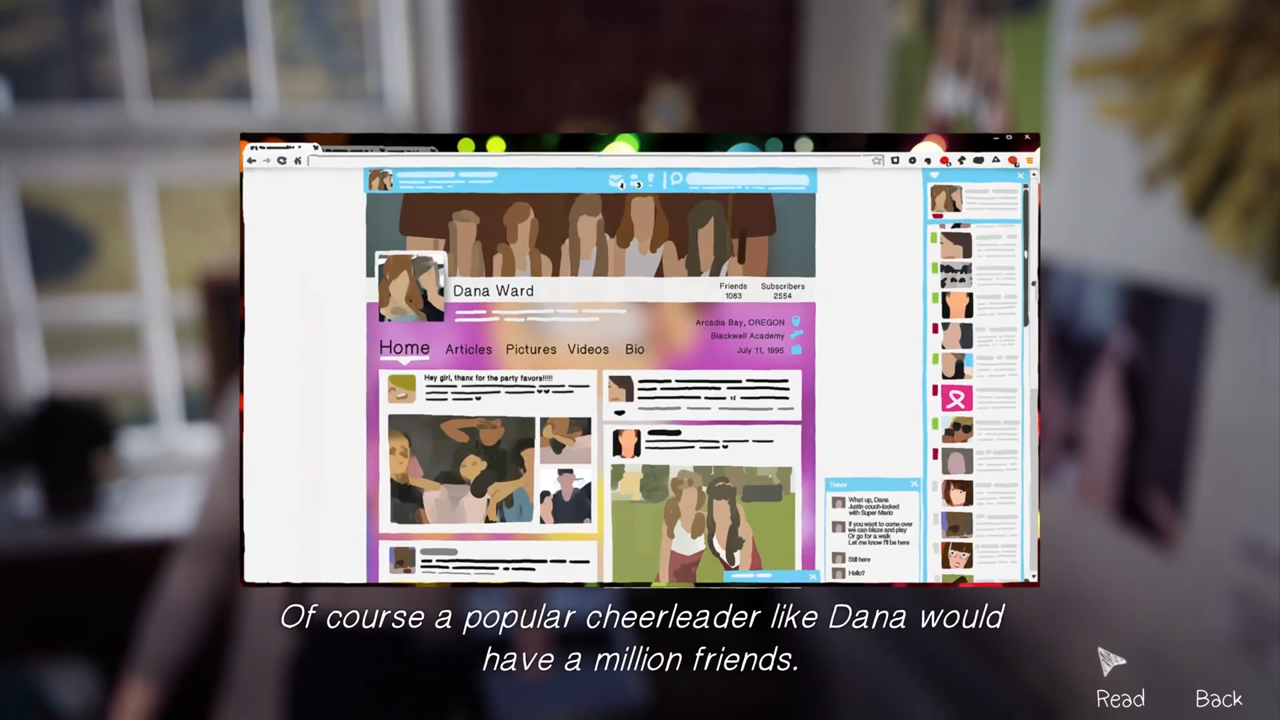 Dana Ward
Friends
1083
Subscribers
2554
Arcadia Bay, OREGON
Blackwell Academy
July 11, 1995
Home Articles Pictures Videos Bio
Hey girl, thanx for the party favors!!!!!
Trevor
What up, Dana
Justin couch-locked
with Super Mario
If you want to come over
we can blaze and play
Or go for a walk
Let me know I'll be here
Still here
Hello?
Of course a popular cheerleader like Dana would
have a million friends.
Read
Back